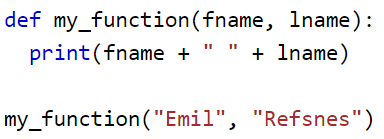 def my_function(fname, lname):
  print(fname + " " + lname)

my_function("Emil", "Refsnes")